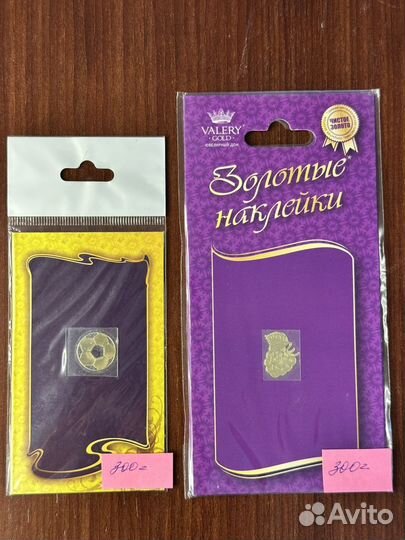 VALERY
GOLD
ЮВЕЛИРНЫЙ ДОМ
ЧИСТОЕ
ЗОЛОТО
Золотые
наклейки
300=
300=
Avito